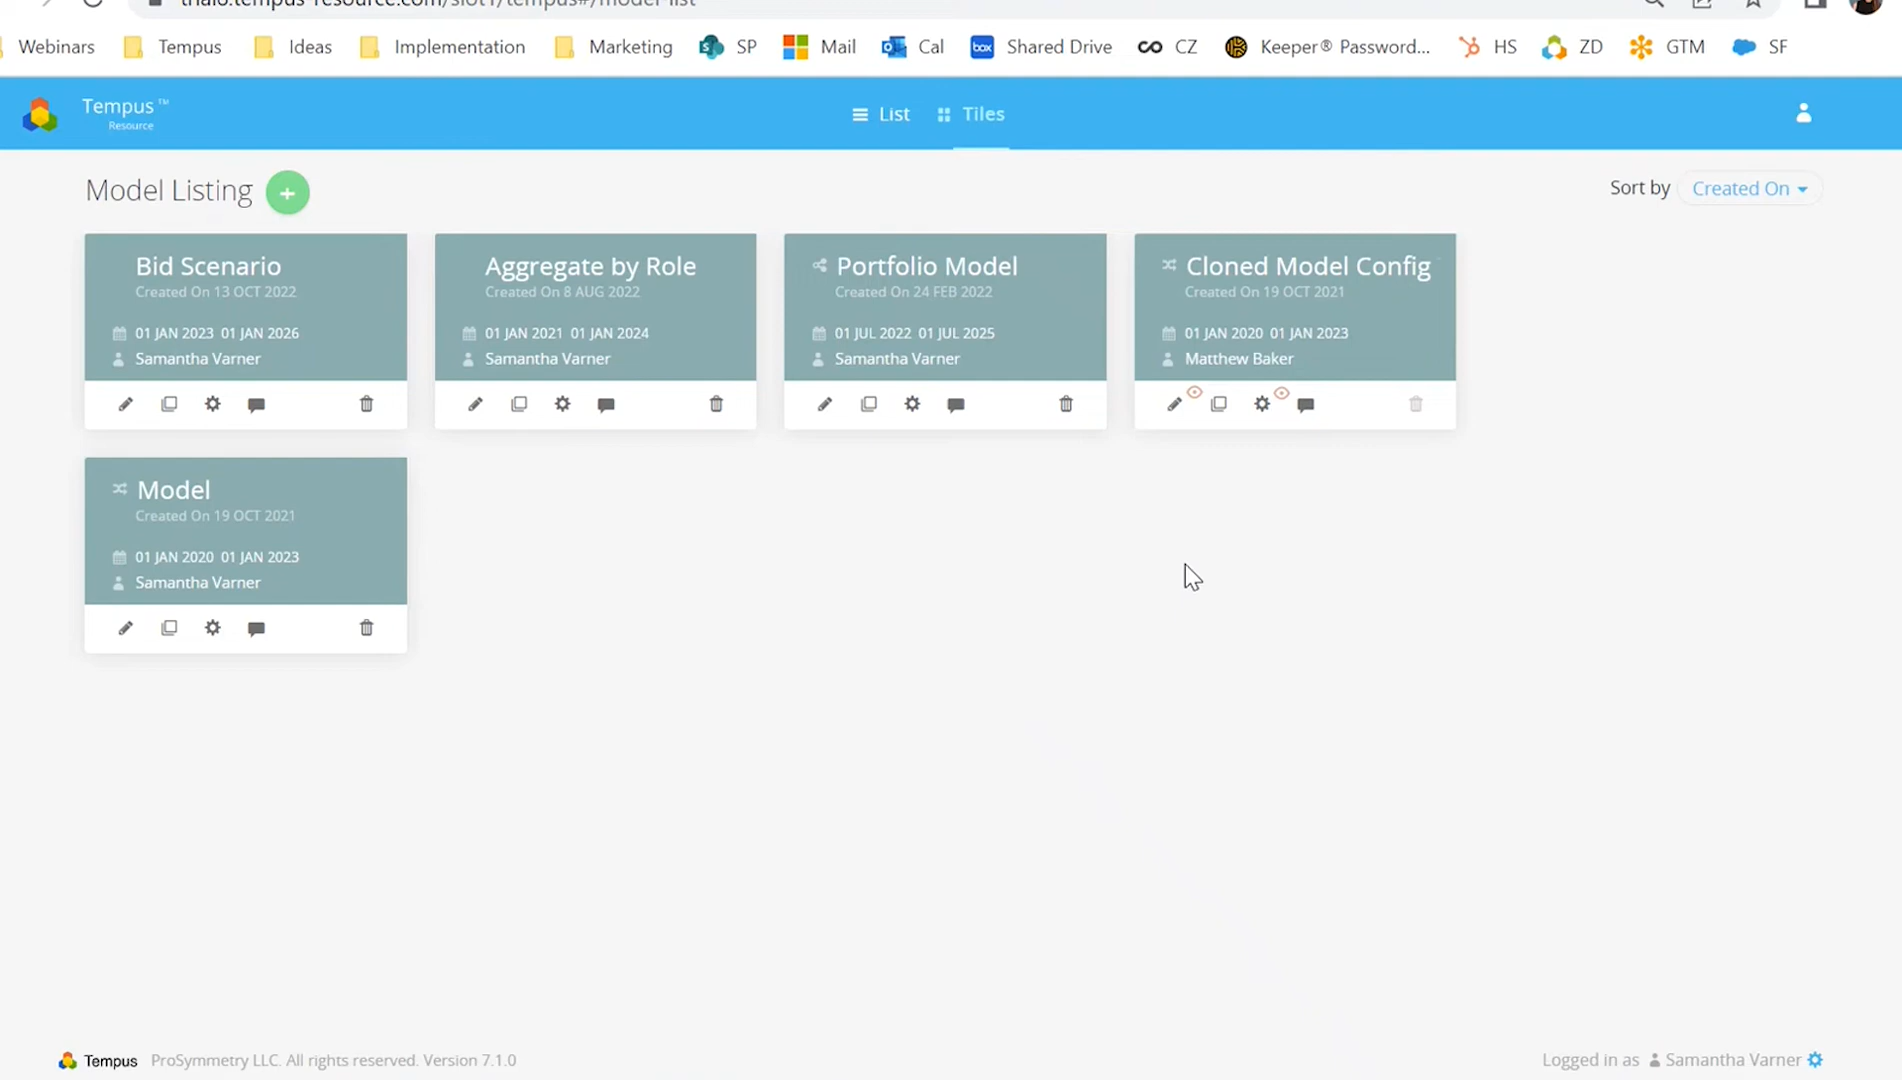 Webinars Tempus Ideas Implementation Marketing SP Mail Cal Shared Drive CZ Keeper® Password... HS ZD GTM SF
Tempus™
Resource
List Tiles
Model Listing +
Sort by Created On
Bid Scenario
Created On 13 OCT 2022
01 JAN 2023 01 JAN 2026
Samantha Varner
Aggregate by Role
Created On 8 AUG 2022
01 JAN 2021 01 JAN 2024
Samantha Varner
Portfolio Model
Created On 24 FEB 2022
01 JUL 2022 01 JUL 2025
Samantha Varner
Cloned Model Config
Created On 19 OCT 2021
01 JAN 2020 01 JAN 2023
Matthew Baker
Model
Created On 19 OCT 2021
01 JAN 2020 01 JAN 2023
Samantha Varner
Tempus ProSymmetry LLC. All rights reserved. Version 7.1.0
Logged in as Samantha Varner